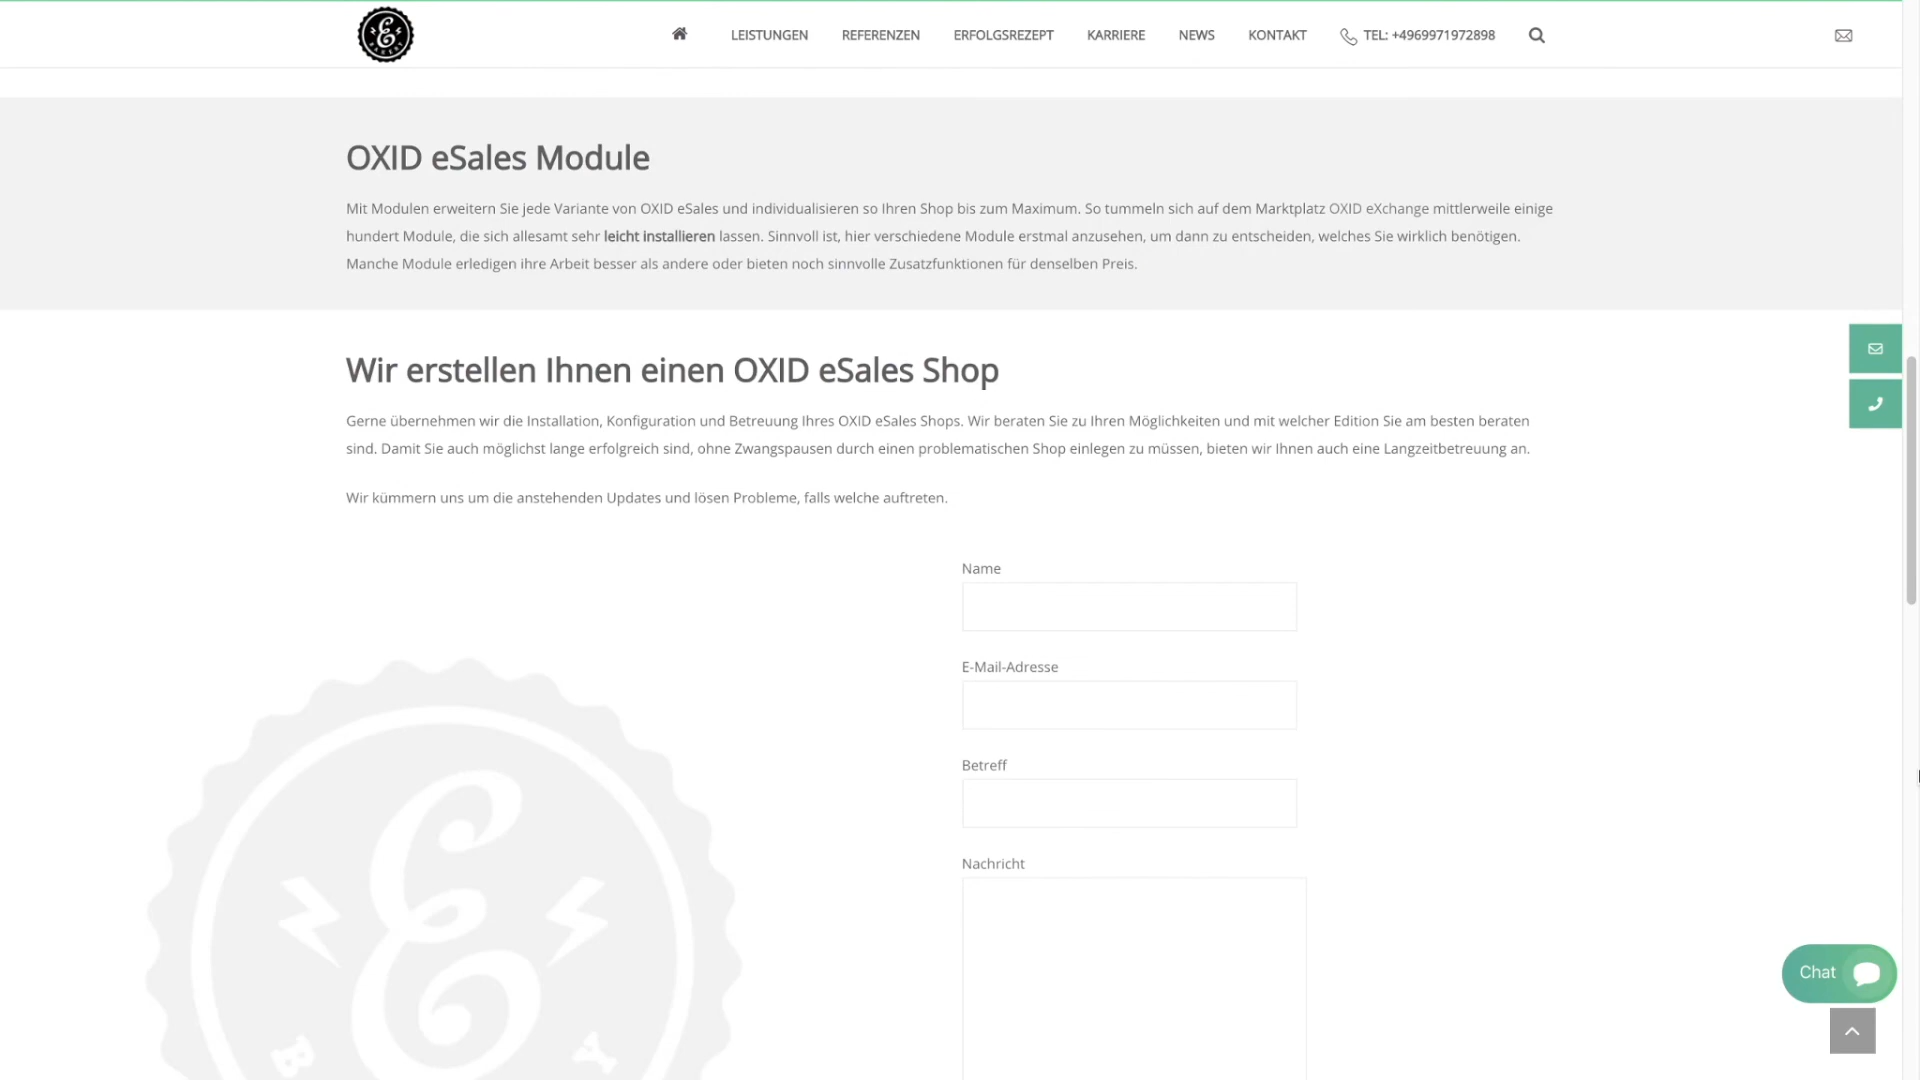 LEISTUNGEN REFERENZEN ERFOLGSREZEPT KARRIERE NEWS KONTAKT TEL: +4969971972898
OXID eSales Module
Mit Modulen erweitern Sie jede Variante von OXID eSales und individualisieren so Ihren Shop bis zum Maximum. So tummeln sich auf dem Marktplatz OXID eXchange mittlerweile einige
hundert Module, die sich allesamt sehr leicht installieren lassen. Sinnvoll ist, hier verschiedene Module erstmal anzusehen, um dann zu entscheiden, welches Sie wirklich benötigen.
Manche Module erledigen ihre Arbeit besser als andere oder bieten noch sinnvolle Zusatzfunktionen für denselben Preis.
Wir erstellen Ihnen einen OXID eSales Shop
Gerne übernehmen wir die Installation, Konfiguration und Betreuung Ihres OXID eSales Shops. Wir beraten Sie zu Ihren Möglichkeiten und mit welcher Edition Sie am besten beraten
sind. Damit Sie auch möglichst lange erfolgreich sind, ohne Zwangspausen durch einen problematischen Shop einlegen zu müssen, bieten wir Ihnen auch eine Langzeitbetreuung an.
Wir kümmern uns um die anstehenden Updates und lösen Probleme, falls welche auftreten.
Name
E-Mail-Adresse
Betreff
Nachricht
E
B Y
Chat